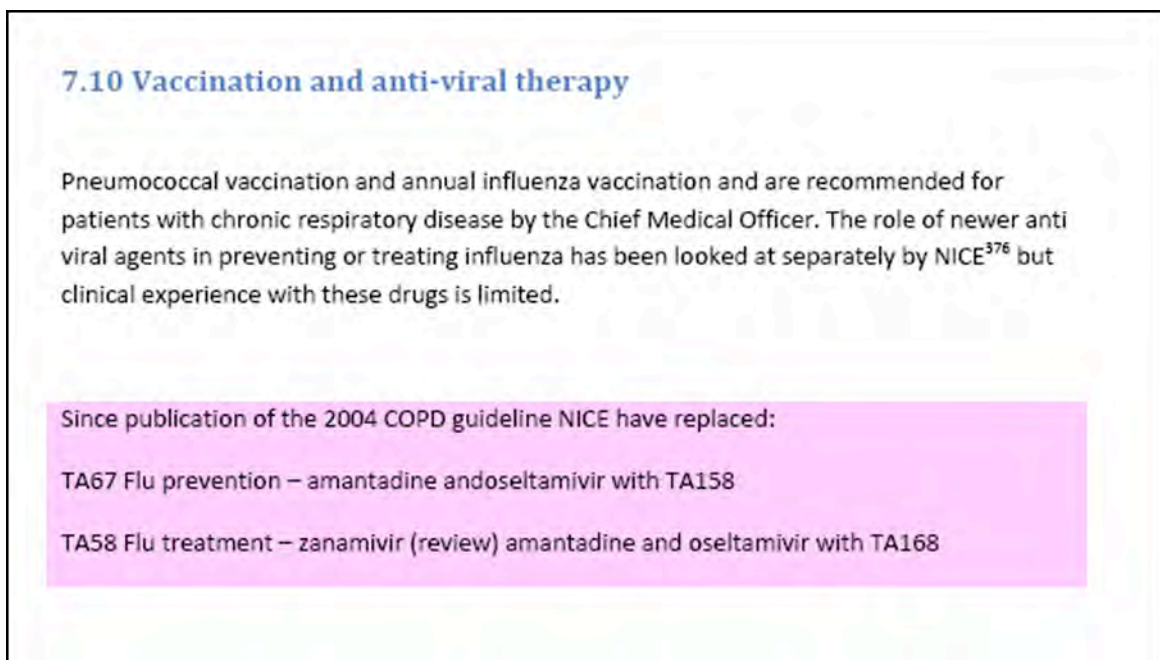 7.10 Vaccination and anti-viral therapy
Pneumococcal vaccination and annual influenza vaccination and are recommended for
patients with chronic respiratory disease by the Chief Medical Officer. The role of newer anti
viral agents in preventing or treating influenza has been looked at separately by NICE376 but
clinical experience with these drugs is limited.
Since publication of the 2004 COPD guideline NICE have replaced:
TA67 Flu prevention – amantadine andoseltamivir with TA158
TA58 Flu treatment – zanamivir (review) amantadine and oseltamivir with TA168